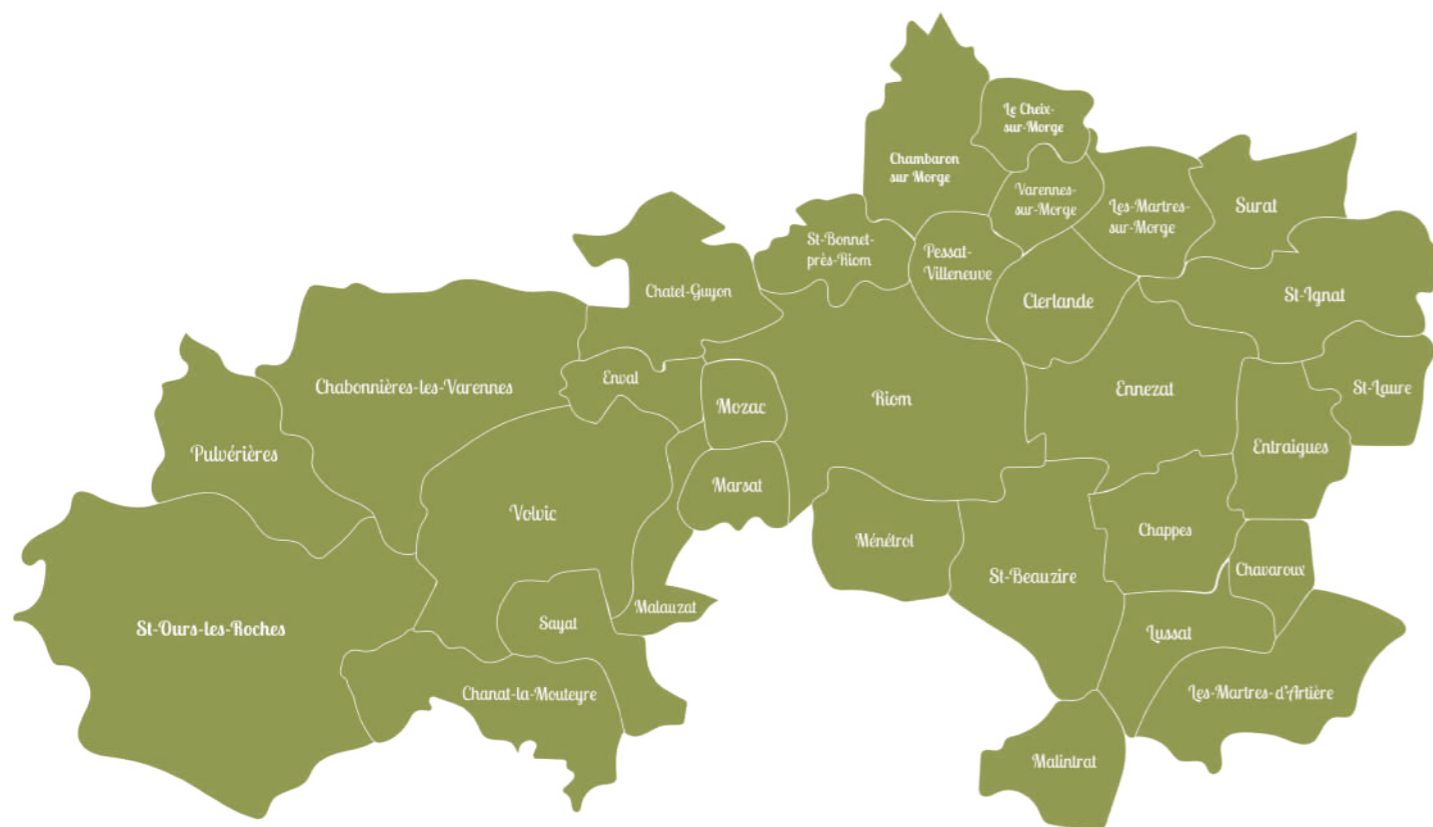 Le Cheix-
sur-Morge
Chambaron
sur Morge
Varennes-
sur-Morge
Les-Martres-
sur-Morge
Surat
St-Bonnet-
près-Riom
Pessat-
Villeneuve
Chatel-Guyon
Clerlande
St-Ignat
Chabonnières-les-Varennes
Enval
Mozac
Riom
Ennezat
St-Laure
Pulvérières
Entraigues
Marsat
Volvic
Ménétrol
Chappes
St-Beauzire
Chavaroux
St-Ours-les-Roches
Sayat
Malauzat
Lussat
Chanat-la-Mouteyre
Les-Martres-d'Artière
Malintrat